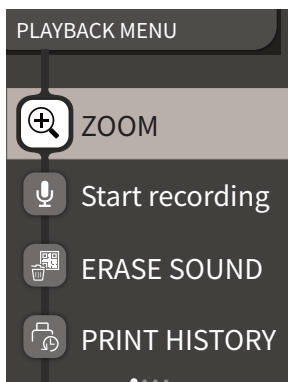 PLAYBACK MENU
ZOOM
Start recording
ERASE SOUND
PRINT HISTORY